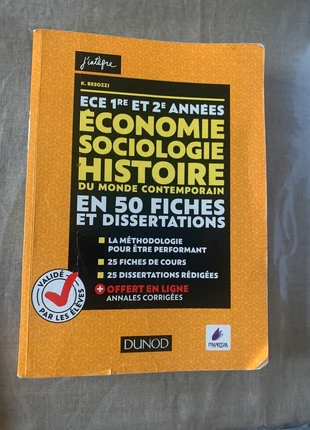 j'intègre
K. BESOZZI
ECE 1RE ET 2E ANNÉES
ÉCONOMIE
SOCIOLOGIE
HISTOIRE
DU MONDE CONTEMPORAIN
EN 50 FICHES
ET DISSERTATIONS
LA MÉTHODOLOGIE
POUR ÊTRE PERFORMANT
25 FICHES DE COURS
25 DISSERTATIONS RÉDIGÉES
+ OFFERT EN LIGNE
ANNALES CORRIGÉES
VALIDÉ
PAR LES ÉLÈVES
DUNOD